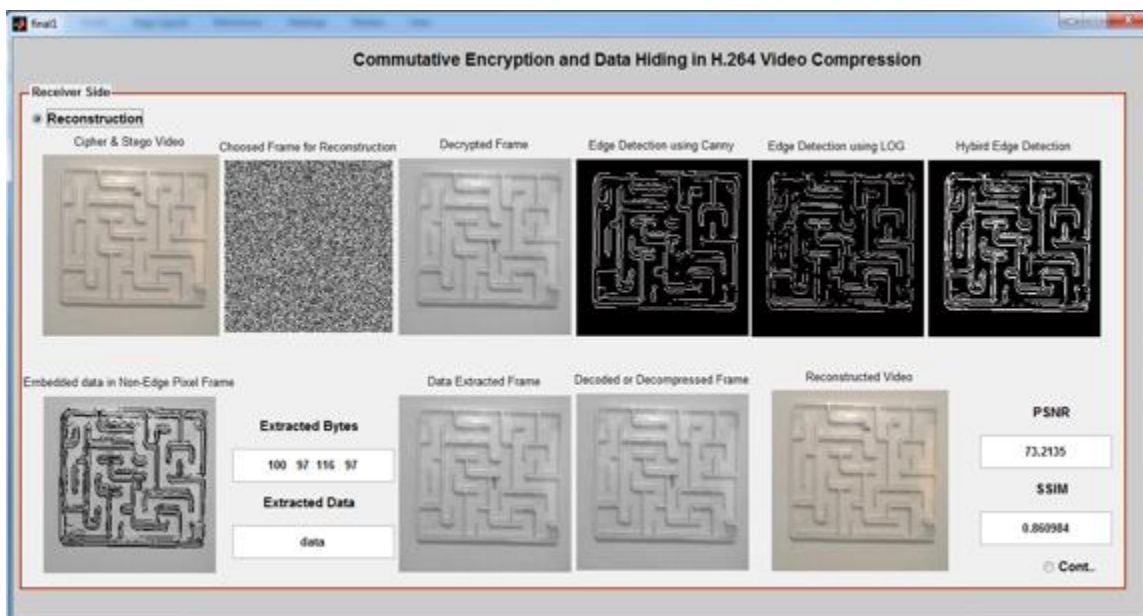 final1
Commutative Encryption and Data Hiding in H.264 Video Compression
Receiver Side
Reconstruction
Cipher & Stego Video
Choosed Frame for Reconstruction
Decrypted Frame
Edge Detection using Canny
Edge Detection using LOG
Hybird Edge Detection
Embedded data in Non-Edge Pixel Frame
Extracted Bytes
100 97 116 97
Extracted Data
data
Data Extracted Frame
Decoded or Decompressed Frame
Reconstructed Video
PSNR
73.2135
SSIM
0.860984
Cont..